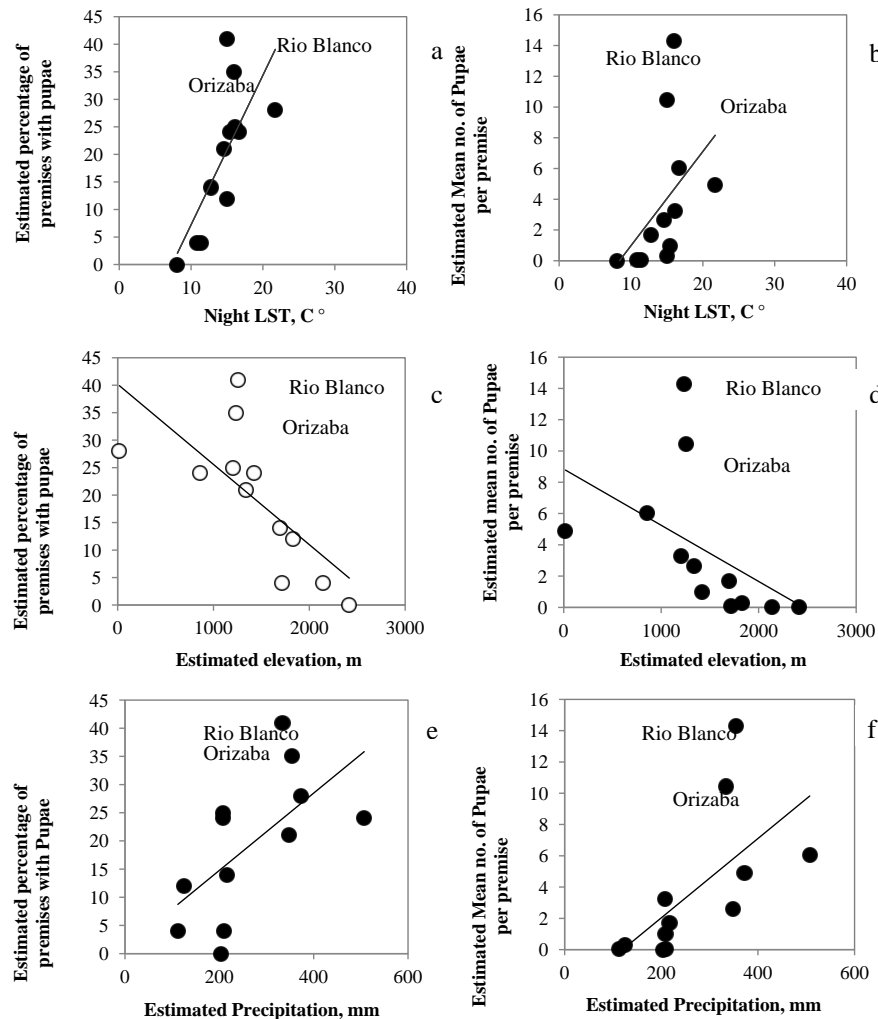 45
40
35
30
25
20
15
10
5
0
Estimated percentage of
premises with pupae
Rio Blanco
Orizaba
a
0 10 20 30 40
Night LST, C °
16
14
12
10
8
6
4
2
0
Estimated Mean no. of Pupae
per premise
Rio Blanco
Orizaba
b
0 10 20 30 40
Night LST, C °
45
40
35
30
25
20
15
10
5
0
Estimated percentage of
premises with pupae
Rio Blanco
Orizaba
c
0 1000 2000 3000
Estimated elevation, m
16
14
12
10
8
6
4
2
0
Estimated mean no. of Pupae
per premise
Rio Blanco
Orizaba
d
0 1000 2000 3000
Estimated elevation, m
45
40
35
30
25
20
15
10
5
0
Estimated percentage of
premises with Pupae
Rio Blanco
Orizaba
e
0 200 400 600
Estimated Precipitation, mm
16
14
12
10
8
6
4
2
0
Estimated Mean no. of Pupae
per premise
Rio Blanco
Orizaba
f
0 200 400 600
Estimated Precipitation, mm